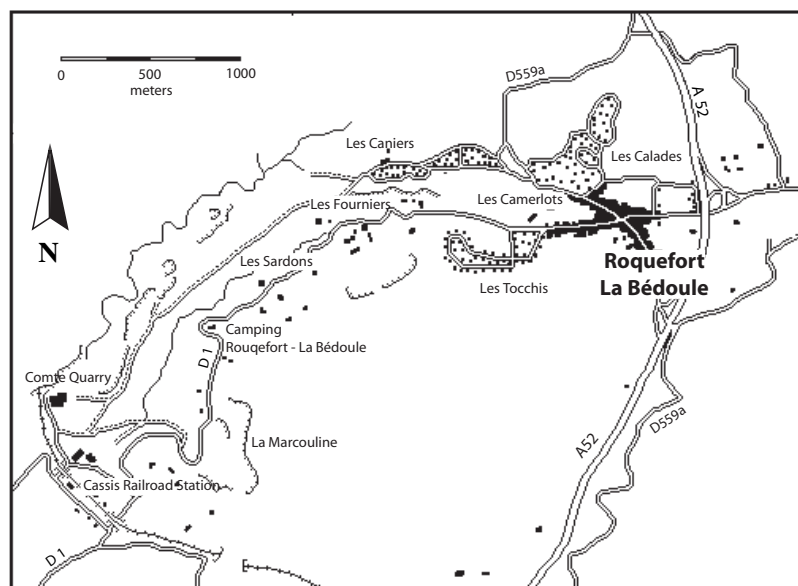 0
500
1000
meters
D559a
A 52
Les Caniers
Les Calades
Les Fourniers
Les Camerlots
N
Roquefort
La Bédoule
Les Sardons
Les Tocchis
Camping
Rouqefort - La Bédoule
D 1
Comte Quarry
La Marcouline
A52
D559a
Cassis Railroad Station
D 1